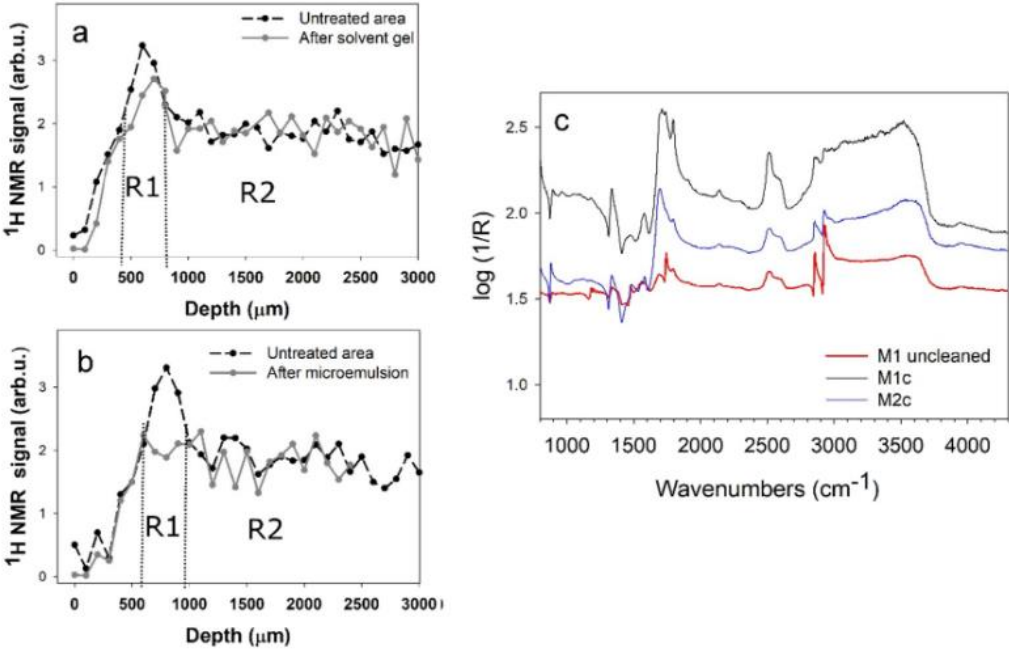 a
Untreated area
After solvent gel
¹H NMR signal (arb.u.)
3
2
1
0
R1
R2
0 500 1000 1500 2000 2500 3000
Depth (μm)
b
Untreated area
After microemulsion
¹H NMR signal (arb.u.)
3
2
1
0
R1
R2
0 500 1000 1500 2000 2500 3000
Depth (μm)
c
log (1/R)
2.5
2.0
1.5
1.0
M1 uncleaned
M1c
M2c
1000 1500 2000 2500 3000 3500 4000
Wavenumbers (cm⁻¹)